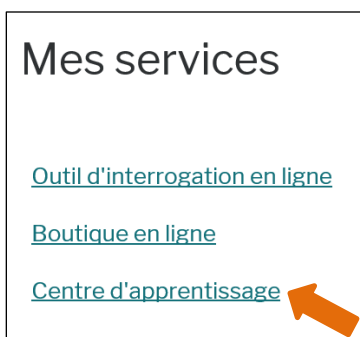 Mes services
Outil d'interrogation en ligne
Boutique en ligne
Centre d'apprentissage